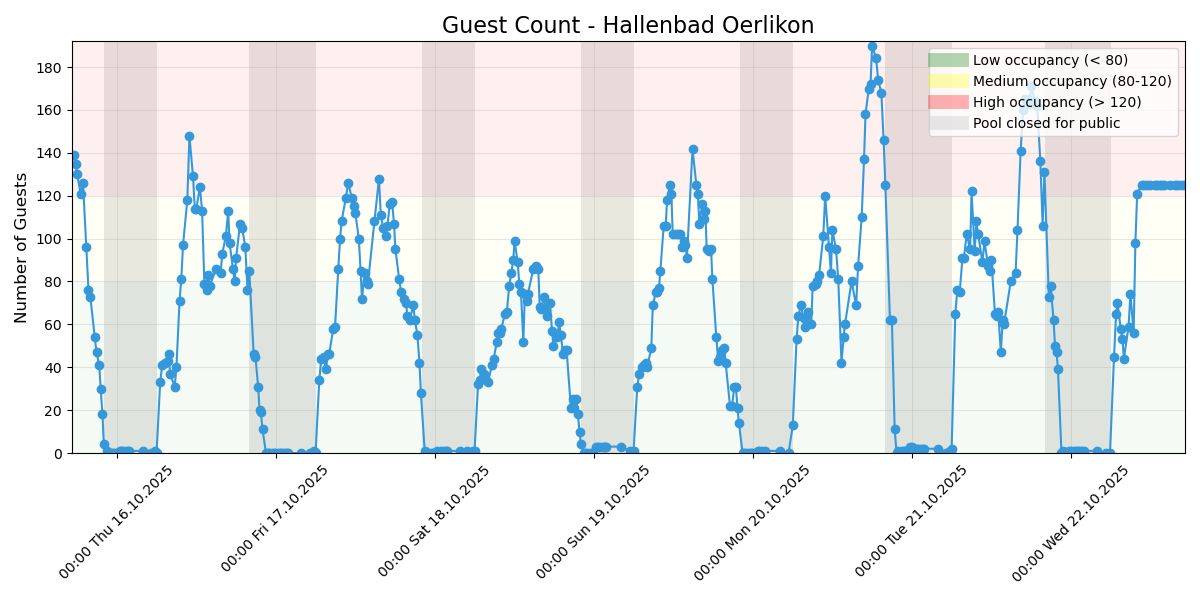 Guest Count - Hallenbad Oerlikon
Number of Guests
180
160
140
120
100
80
60
40
20
0
Low occupancy (< 80)
Medium occupancy (80-120)
High occupancy (> 120)
Pool closed for public
00:00 Thu 16.10.2025
00:00 Fri 17.10.2025
00:00 Sat 18.10.2025
00:00 Sun 19.10.2025
00:00 Mon 20.10.2025
00:00 Tue 21.10.2025
00:00 Wed 22.10.2025